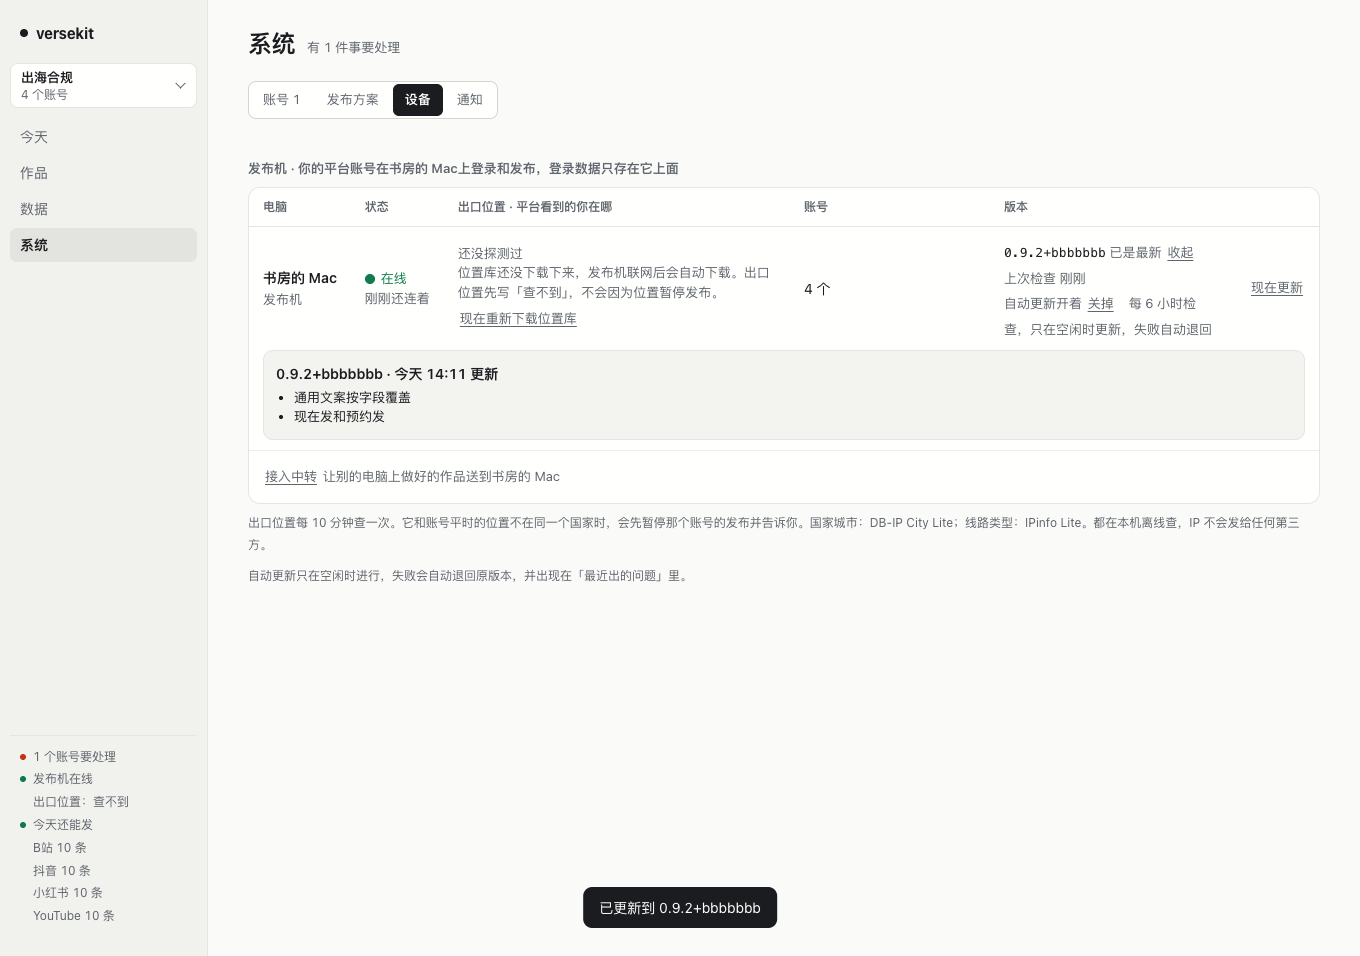 versekit
出海合规
4 个账号
今天
作品
数据
系统
1 个账号要处理
发布机在线
出口位置：查不到
今天还能发
B站 10 条
抖音 10 条
小红书 10 条
YouTube 10 条
系统 有 1 件事要处理
账号 1 发布方案 设备 通知
发布机 · 你的平台账号在书房的 Mac上登录和发布，登录数据只存在它上面
电脑 状态 出口位置 · 平台看到的你在哪 账号 版本
书房的 Mac
发布机
在线
刚刚还连着
还没探测过
位置库还没下载下来，发布机联网后会自动下载。出口
位置先写「查不到」，不会因为位置暂停发布。
现在重新下载位置库
4 个
0.9.2+bbbbbbb 已是最新 收起
上次检查 刚刚
自动更新开着 关掉 每 6 小时检
查，只在空闲时更新，失败自动退回
现在更新
0.9.2+bbbbbbb · 今天 14:11 更新
• 通用文案按字段覆盖
• 现在发和预约发
接入中转 让别的电脑上做好的作品送到书房的 Mac
出口位置每 10 分钟查一次。它和账号平时的位置不在同一个国家时，会先暂停那个账号的发布并告诉你。国家城市：DB-IP City Lite；线路类型：IPinfo Lite。都在本机离线查，IP 不会发给任何第三
方。
自动更新只在空闲时进行，失败会自动退回原版本，并出现在「最近出的问题」里。
已更新到 0.9.2+bbbbbbb